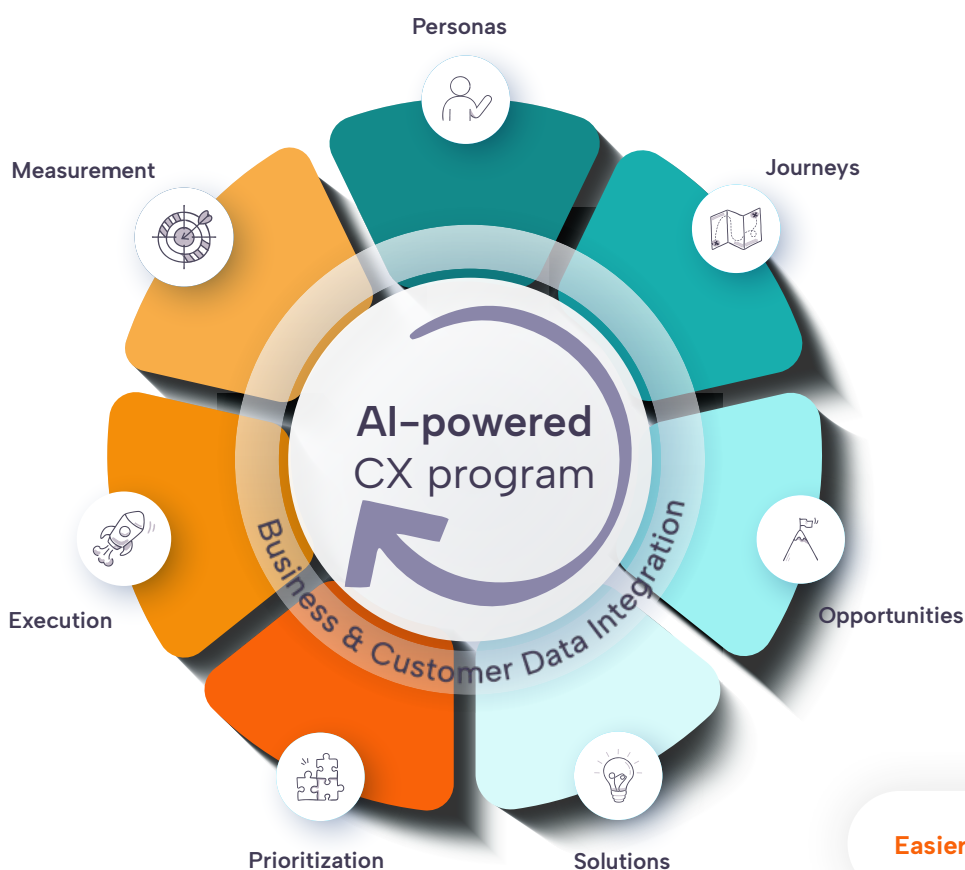 Personas
Measurement
Journeys
AI-powered
CX program
Business & Customer Data Integration
Execution
Opportunities
Prioritization
Solutions
Easier